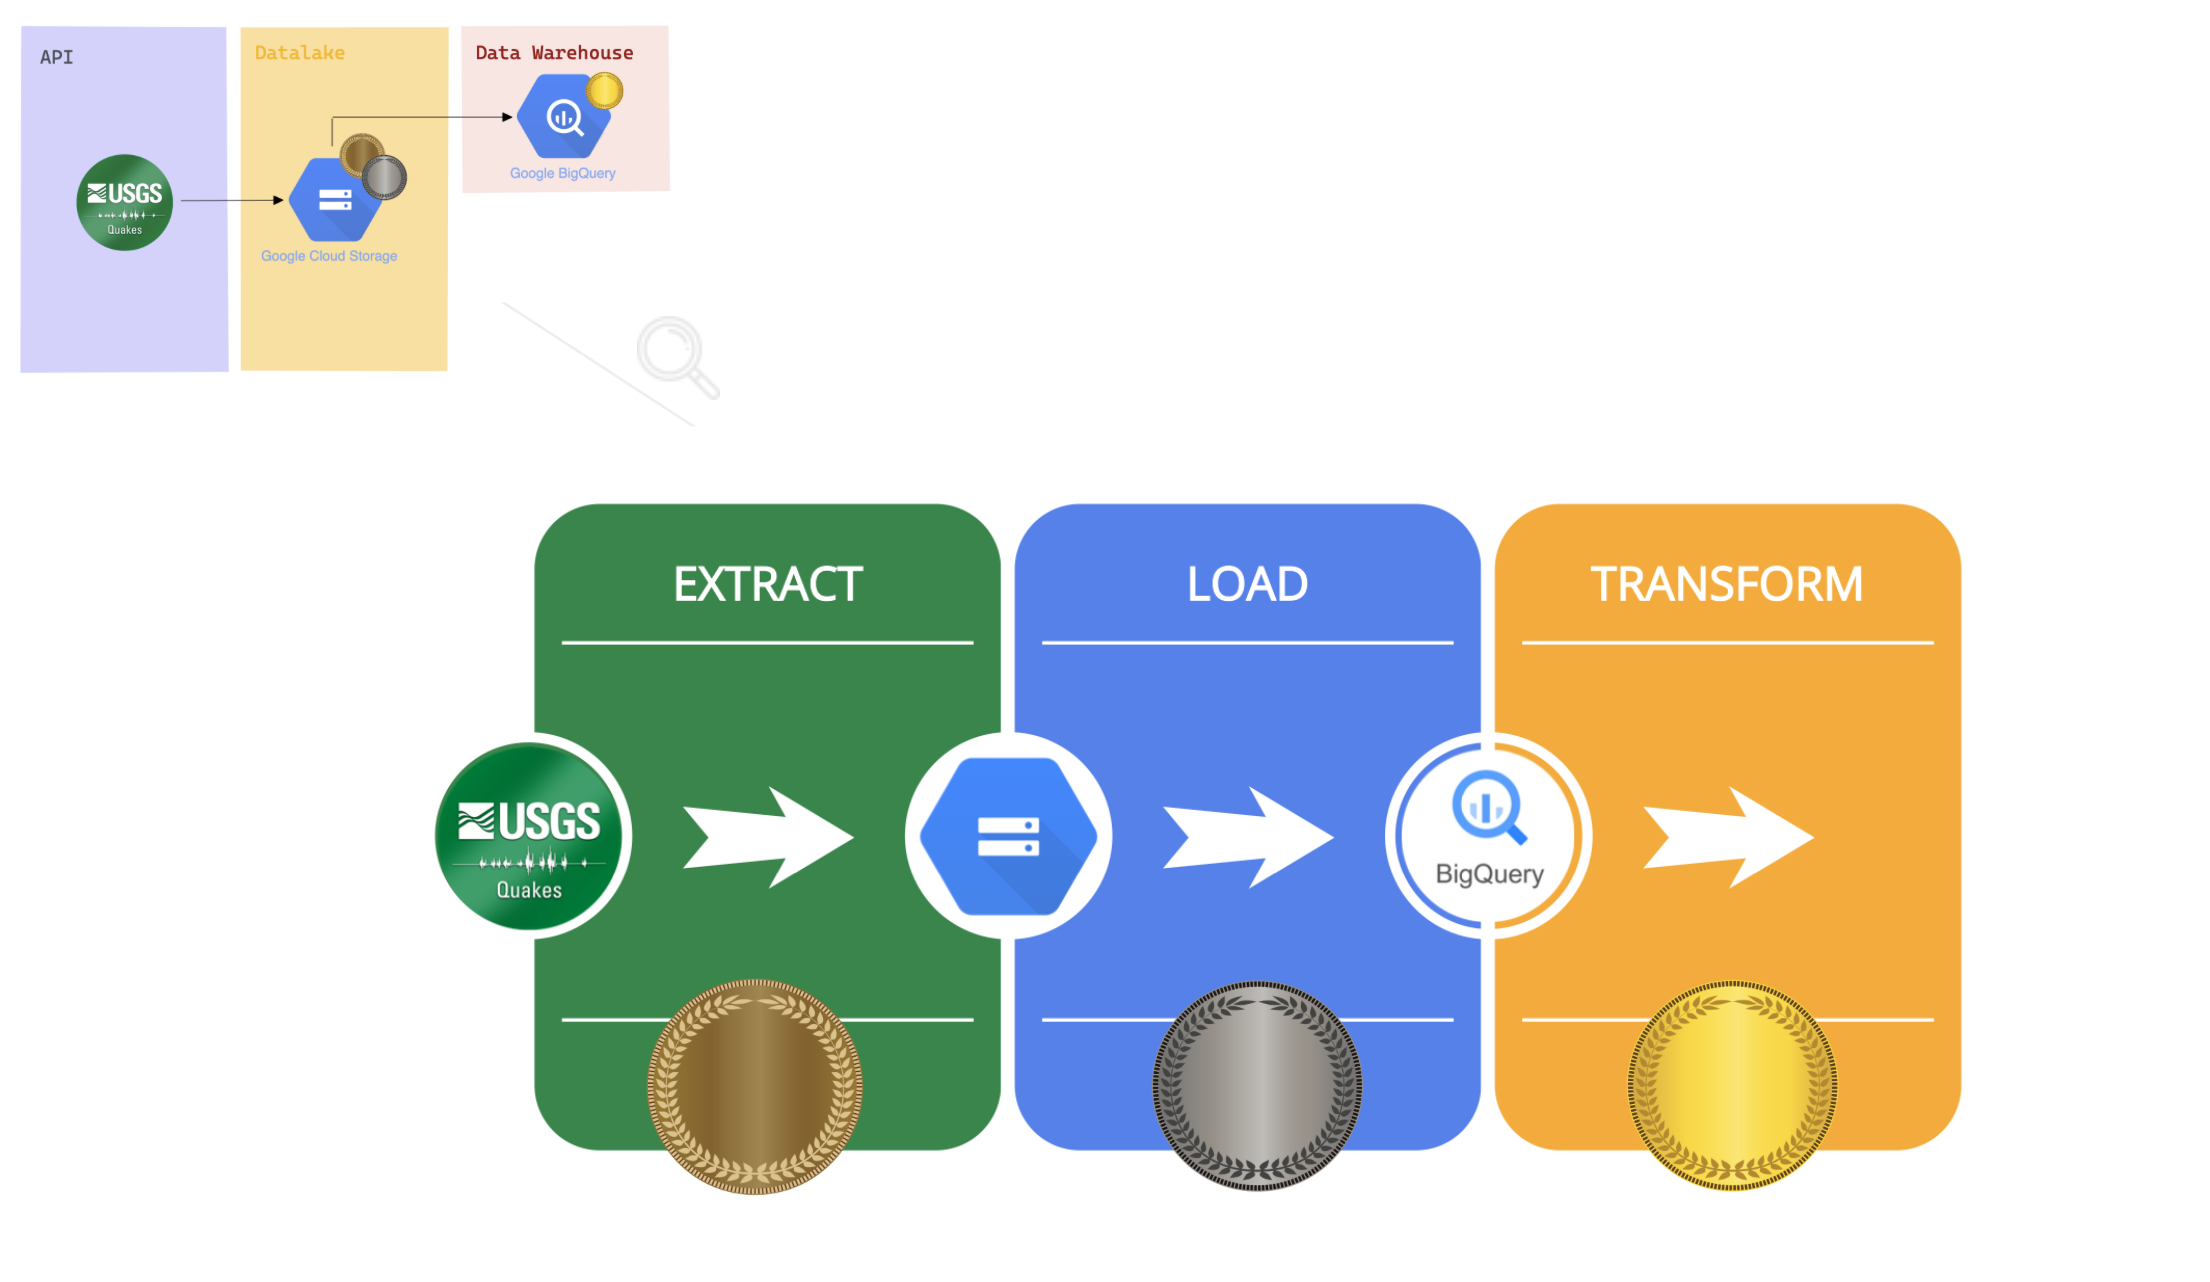 API
Datalake
Data Warehouse
USGS
Quakes
Google Cloud Storage
Google BigQuery
EXTRACT
LOAD
TRANSFORM
USGS
Quakes
BigQuery